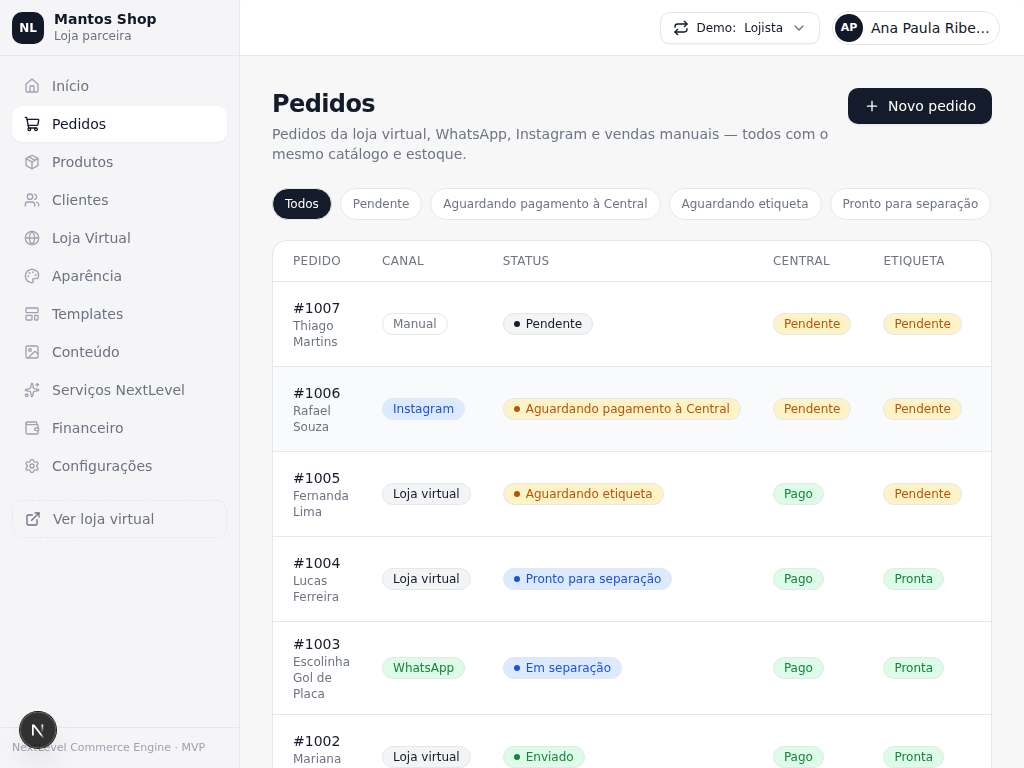 NL
Mantos Shop
Loja parceira
Demo: Lojista
AP
Ana Paula Ribe...
Início
Pedidos
Produtos
Clientes
Loja Virtual
Aparência
Templates
Conteúdo
Serviços NextLevel
Financeiro
Configurações
Ver loja virtual
N
NextLevel Commerce Engine · MVP
Pedidos
Novo pedido
Pedidos da loja virtual, WhatsApp, Instagram e vendas manuais — todos com o
mesmo catálogo e estoque.
Todos
Pendente
Aguardando pagamento à Central
Aguardando etiqueta
Pronto para separação
PEDIDO CANAL STATUS CENTRAL ETIQUETA
#1007
Thiago
Martins
Manual
Pendente
Pendente
Pendente
#1006
Rafael
Souza
Instagram
Aguardando pagamento à Central
Pendente
Pendente
#1005
Fernanda
Lima
Loja virtual
Aguardando etiqueta
Pago
Pendente
#1004
Lucas
Ferreira
Loja virtual
Pronto para separação
Pago
Pronta
#1003
Escolinha
Gol de
Placa
WhatsApp
Em separação
Pago
Pronta
#1002
Mariana
Loja virtual
Enviado
Pago
Pronta